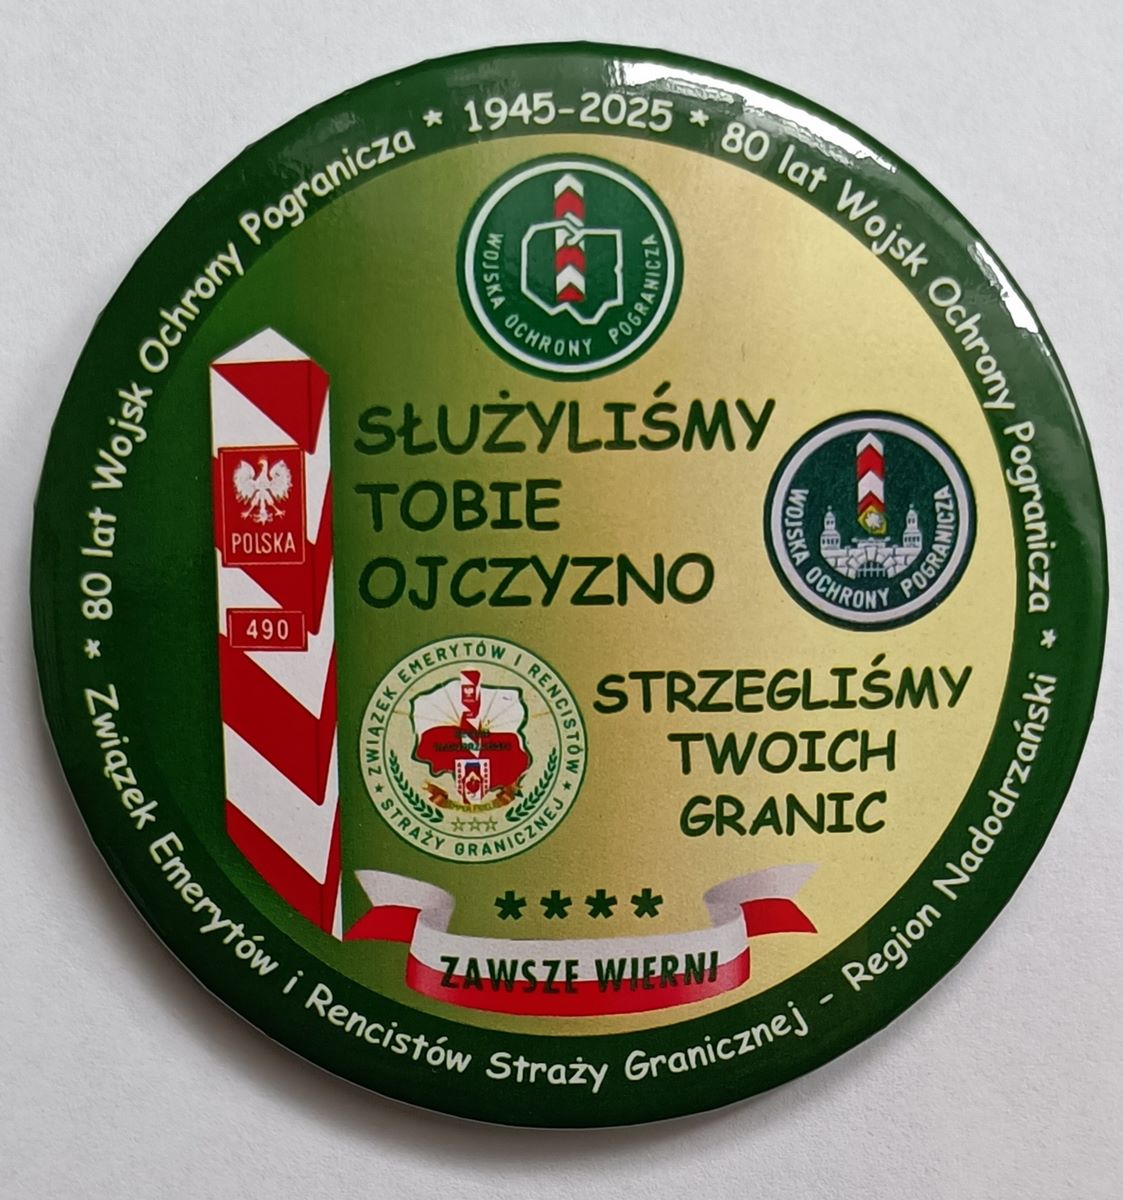 * 80 lat Wojsk Ochrony Pogranicza * 1945-2025 * 80 lat Wojsk Ochrony Pogranicza *
WOJSKA OCHRONY POGRANICZA
SŁUŻYLIŚMY
TOBIE
OJCZYZNO
WOJSKA OCHRONY POGRANICZA
POLSKA
490
ZWIĄZEK EMERYTÓW I RENCISTÓW
* STRAŻY GRANICZNEJ *
STRZEGLIŚMY
TWOICH
GRANIC
****
ZAWSZE WIERNI
Związek Emerytów i Rencistów Straży Granicznej - Region Nadodrzański